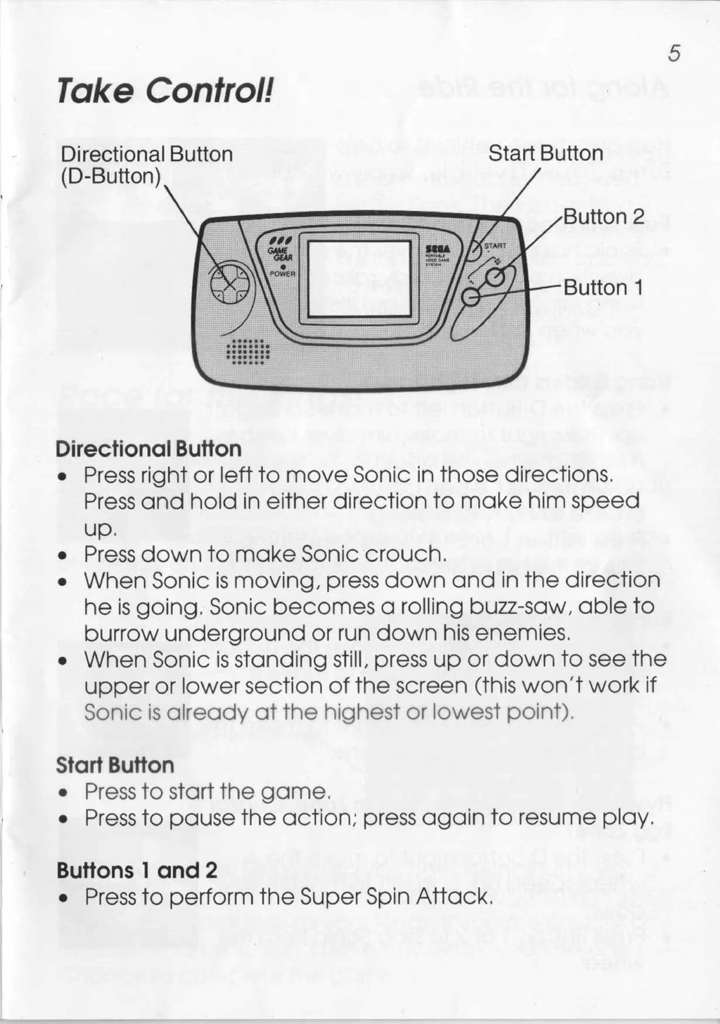 5
Take Control!
Directional Button
(D-Button)
Start Button
Button 2
Button 1
GAME
GEAR
POWER
SEGA
PORTABLE
VIDEO GAME
SYSTEM
START
2
1
Directional Button
• Press right or left to move Sonic in those directions.
Press and hold in either direction to make him speed
up.
• Press down to make Sonic crouch.
• When Sonic is moving, press down and in the direction
he is going. Sonic becomes a rolling buzz-saw, able to
burrow underground or run down his enemies.
• When Sonic is standing still, press up or down to see the
upper or lower section of the screen (this won't work if
Sonic is already at the highest or lowest point).
Start Button
• Press to start the game.
• Press to pause the action; press again to resume play.
Buttons 1 and 2
• Press to perform the Super Spin Attack.